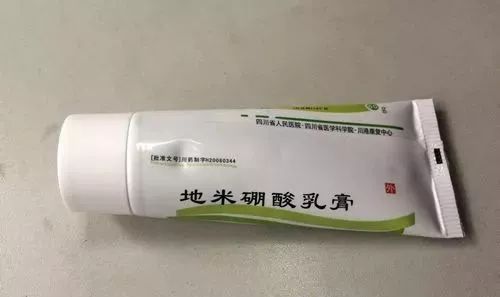 四川省人民医院·四川省医学科学院·川港康复中心
[批准文号]川药制字H20080344
地米硼酸乳膏
外